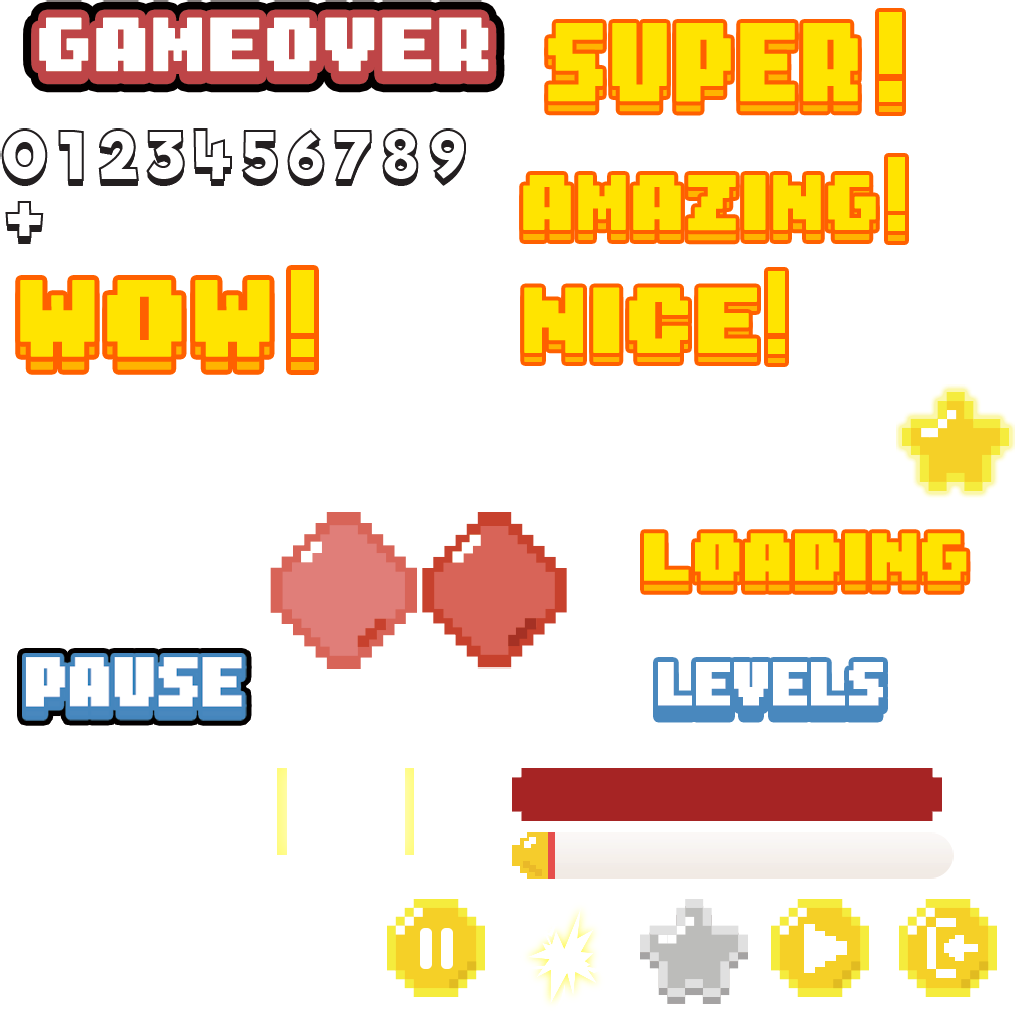 GAMEOVER
SUPER!
0123456789
+
AMAZING!
WOW!
NICE!
LOADING
PAUSE
LEVELS